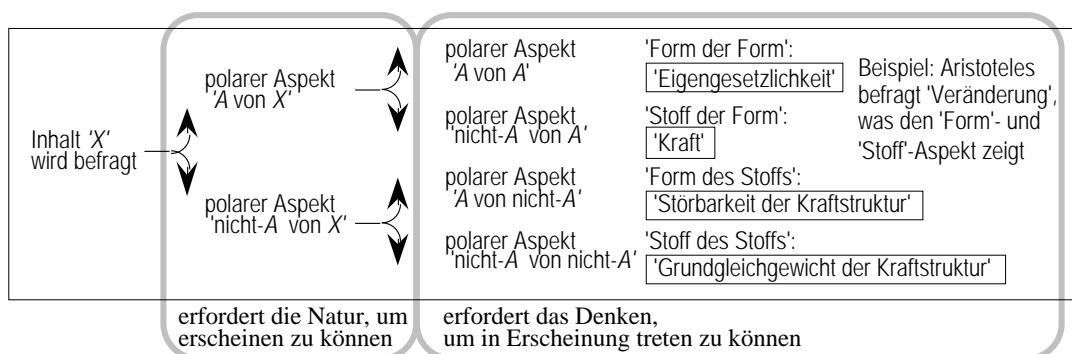 Inhalt 'X'
wird befragt
polarer Aspekt
'A von X'
polarer Aspekt
'nicht-A von X'
polarer Aspekt
'A von A'
polarer Aspekt
'nicht-A von A'
polarer Aspekt
'A von nicht-A'
polarer Aspekt
'nicht-A von nicht-A'
'Form der Form':
'Eigengesetzlichkeit'
'Stoff der Form':
'Kraft'
'Form des Stoffs':
'Störbarkeit der Kraftstruktur'
'Stoff des Stoffs':
'Grundgleichgewicht der Kraftstruktur'
Beispiel: Aristoteles
befragt 'Veränderung',
was den 'Form'- und
'Stoff'-Aspekt zeigt
erfordert die Natur, um
erscheinen zu können
erfordert das Denken,
um in Erscheinung treten zu können